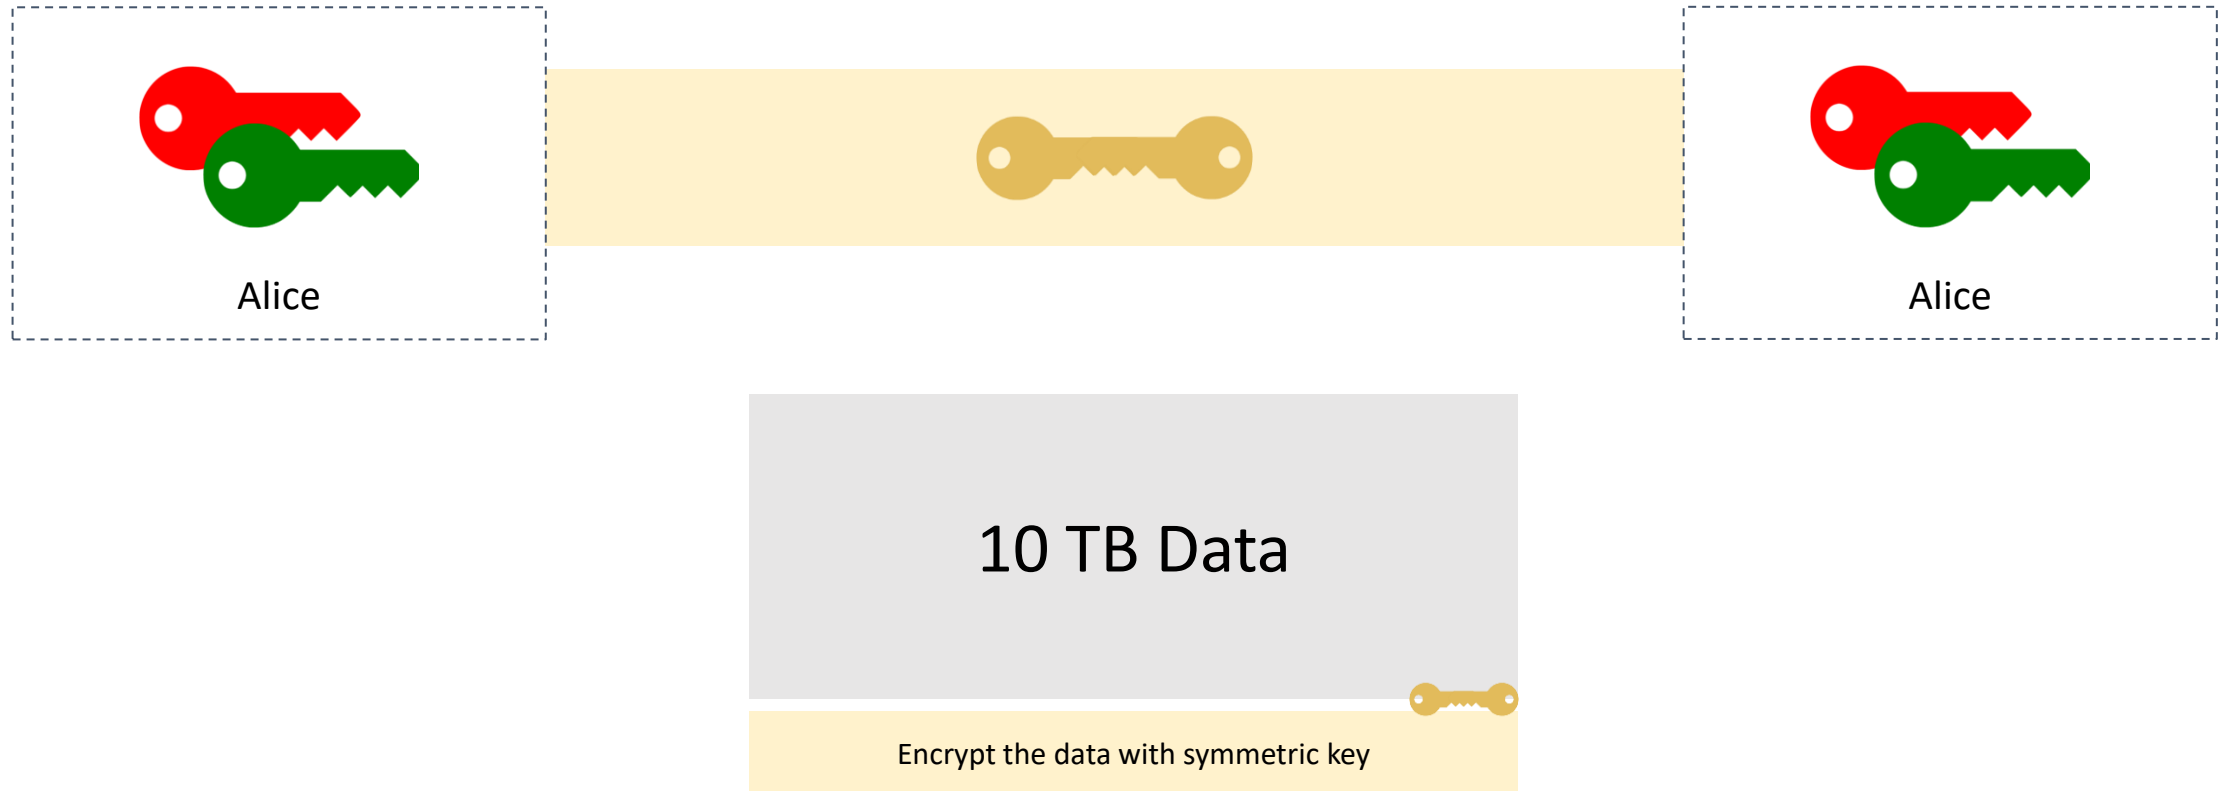 Alice
Alice
10 TB Data
Encrypt the data with symmetric key